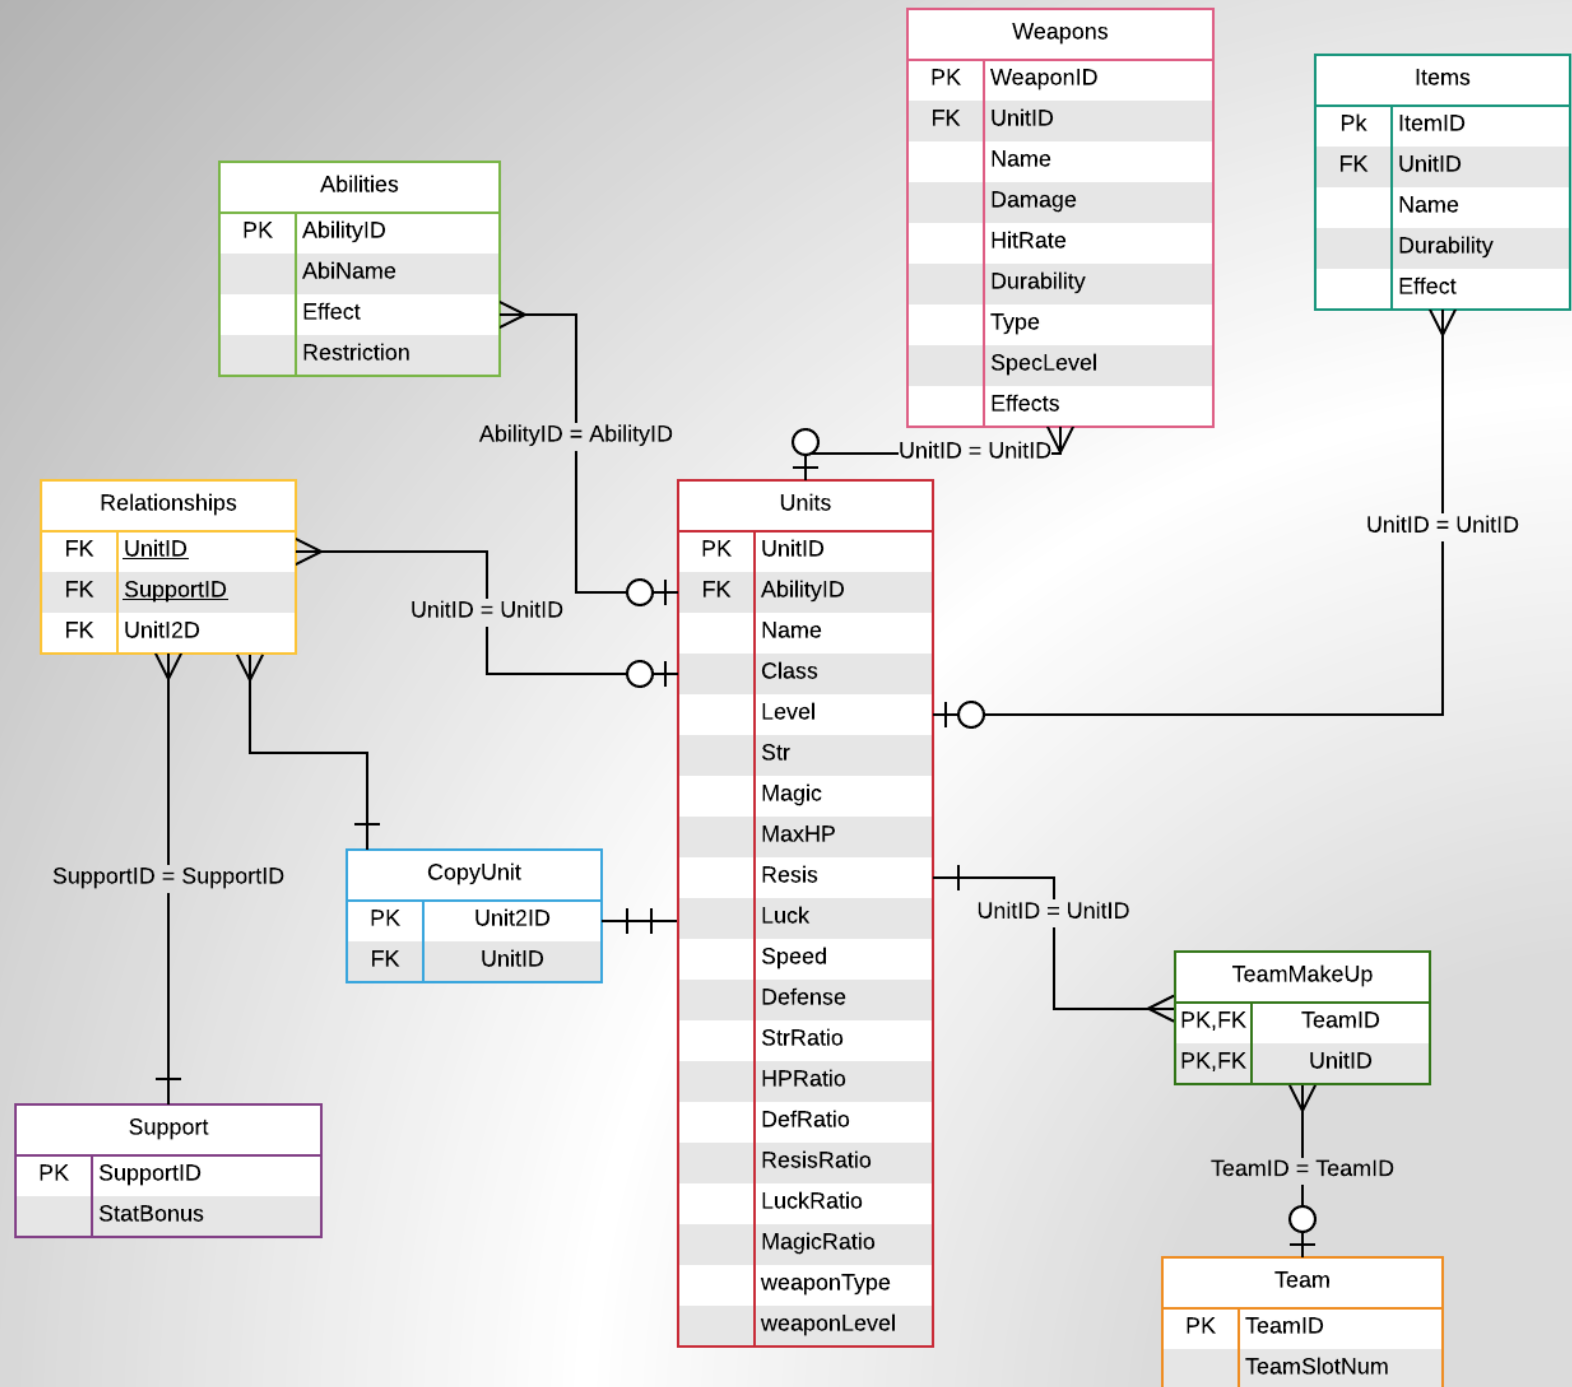 Weapons
PK WeaponID
FK UnitID
Name
Damage
HitRate
Durability
Type
SpecLevel
Effects
Items
Pk ItemID
FK UnitID
Name
Durability
Effect
Abilities
PK AbilityID
AbiName
Effect
Restriction
AbilityID = AbilityID
UnitID = UnitID
UnitID = UnitID
Relationships
FK UnitID
FK SupportID
FK UnitI2D
UnitID = UnitID
Units
PK UnitID
FK AbilityID
Name
Class
Level
Str
Magic
MaxHP
Resis
Luck
Speed
Defense
StrRatio
HPRatio
DefRatio
ResisRatio
LuckRatio
MagicRatio
weaponType
weaponLevel
SupportID = SupportID
CopyUnit
PK Unit2ID
FK UnitID
UnitID = UnitID
TeamMakeUp
PK,FK TeamID
PK,FK UnitID
TeamID = TeamID
Support
PK SupportID
StatBonus
Team
PK TeamID
TeamSlotNum